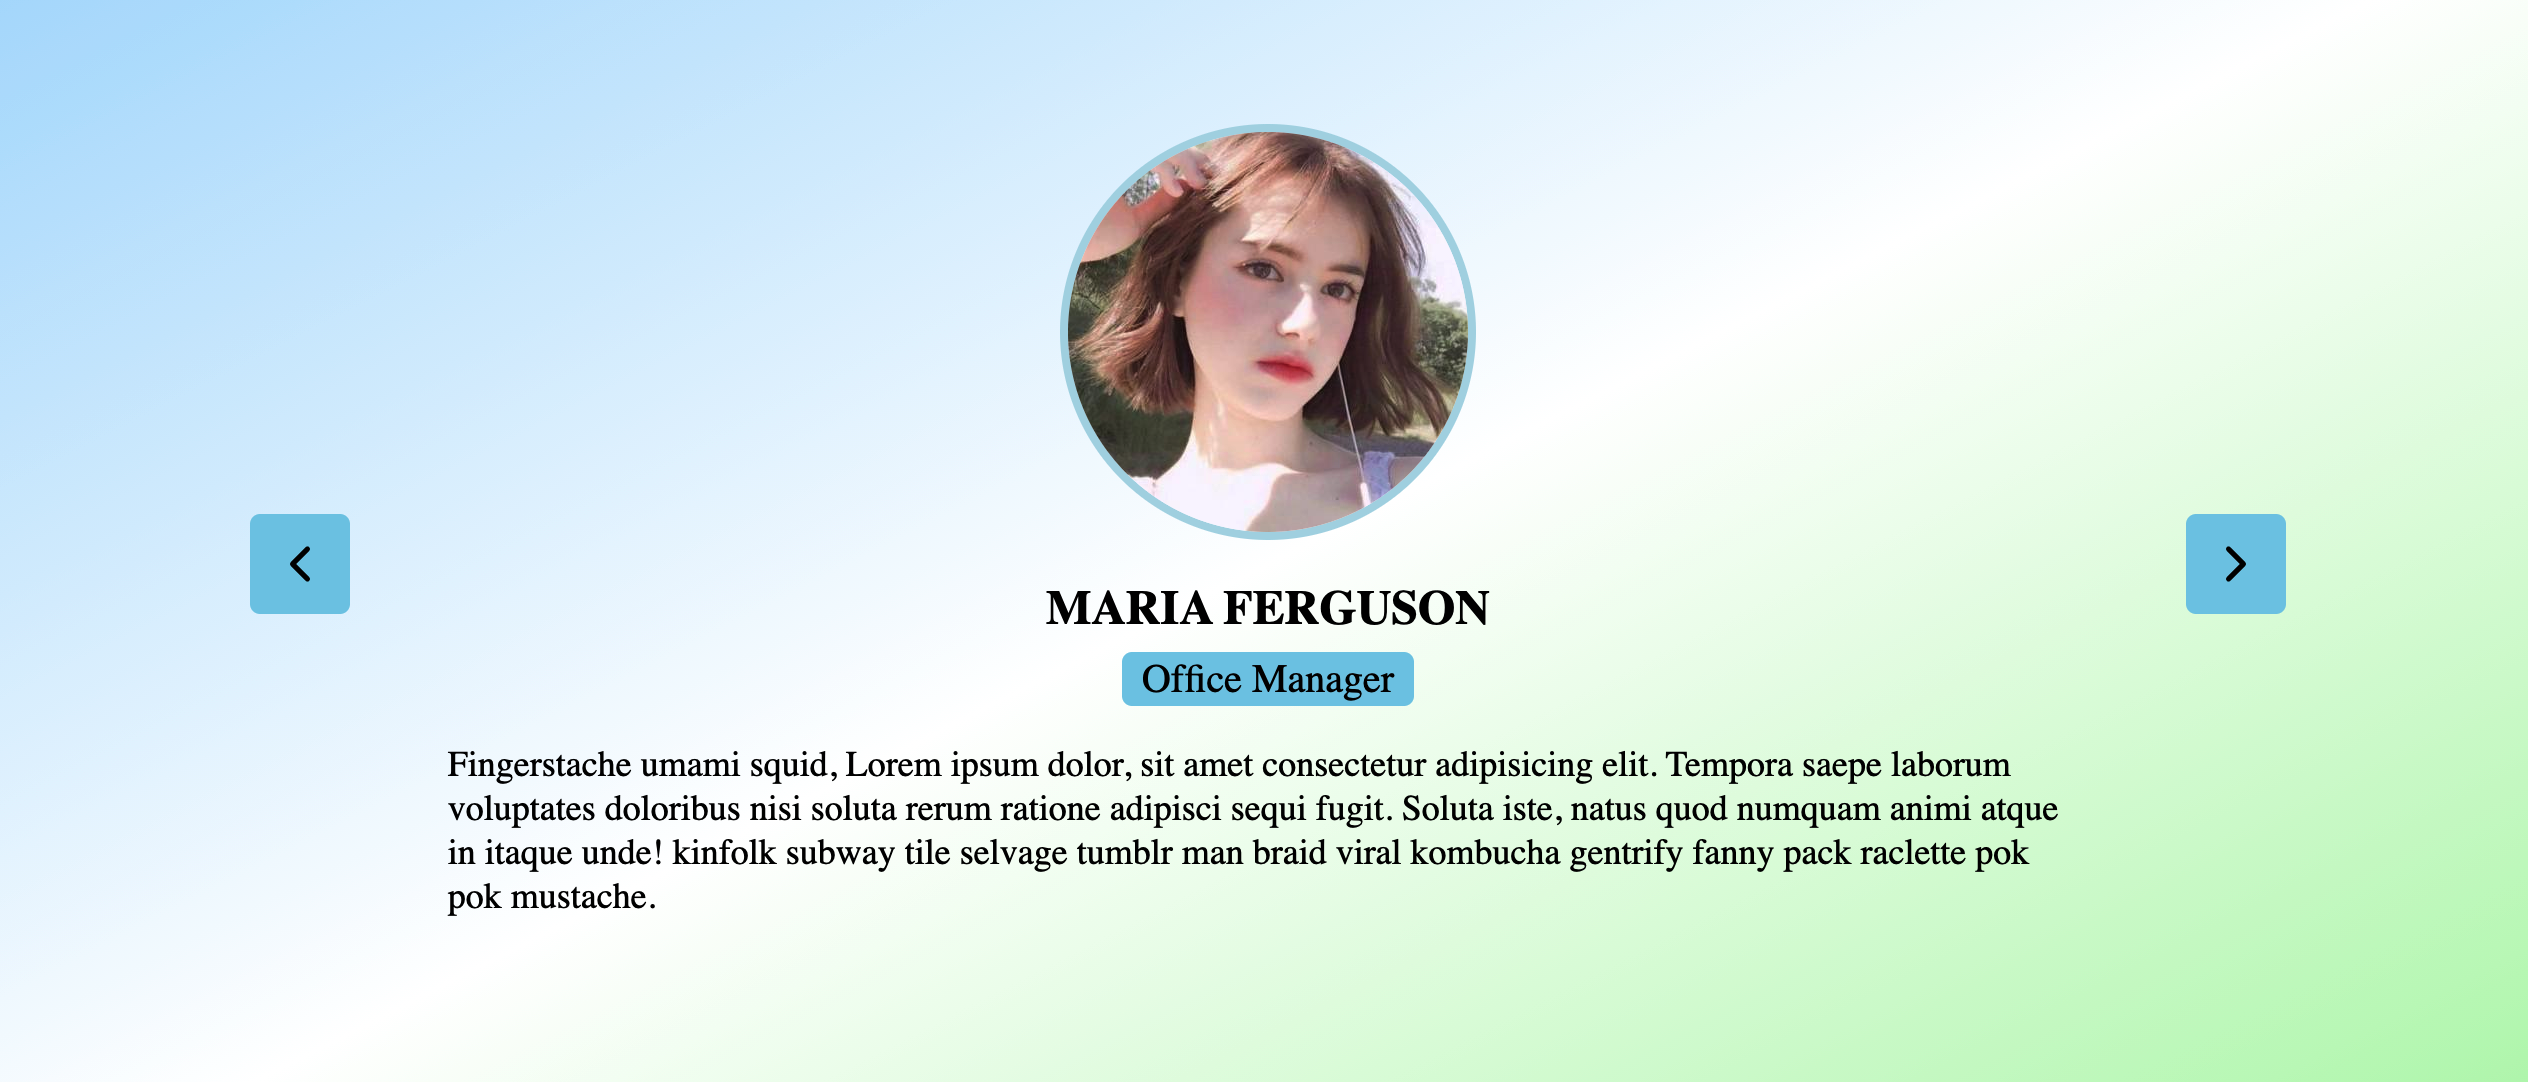 MARIA FERGUSON
Office Manager
Fingerstache umami squid, Lorem ipsum dolor, sit amet consectetur adipisicing elit. Tempora saepe laborum
voluptates doloribus nisi soluta rerum ratione adipisci sequi fugit. Soluta iste, natus quod numquam animi atque
in itaque unde! kinfolk subway tile selvage tumblr man braid viral kombucha gentrify fanny pack raclette pok
pok mustache.